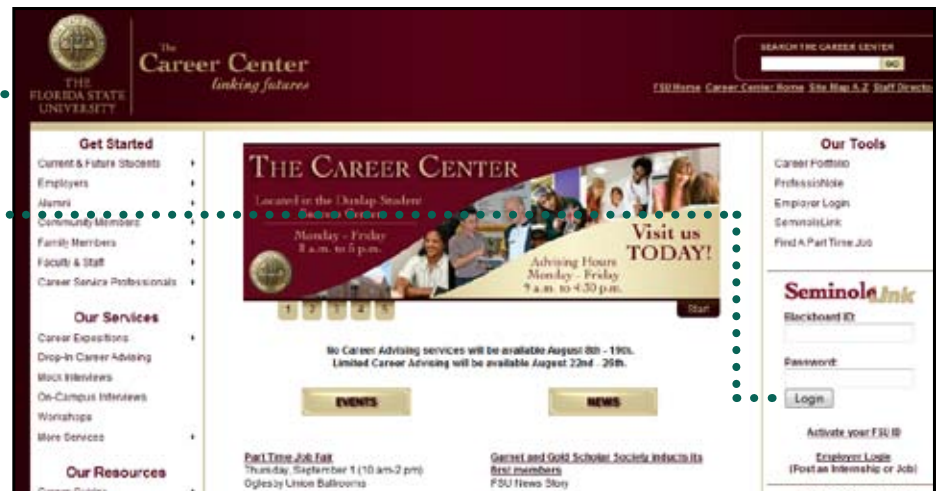 THE
FLORIDA STATE
UNIVERSITY
The
Career Center
linking futures
SEARCH THE CAREER CENTER
GO
FSU Home Career Center Home Site Map A-Z Staff Directo
Get Started
Current & Future Students
Employers
Alumni
Community Members
Family Members
Faculty & Staff
Career Service Professionals
Our Services
Career Expositions
Drop-In Career Advising
Mock Interviews
On-Campus Interviews
Workshops
More Services
Our Resources
THE CAREER CENTER
Located in the Dunlap Student
Success Center
Monday - Friday
8 a.m. to 5 p.m.
Visit us
TODAY!
Advising Hours
Monday - Friday
9 a.m. to 4:30 p.m.
1 2 3 4 5
Start
No Career Advising services will be available August 8th - 19th.
Limited Career Advising will be available August 22nd - 26th.
EVENTS
NEWS
Part Time Job Fair
Thursday, September 1 (10 am-2 pm)
Oglesby Union Ballrooms
Garnet and Gold Scholar Society inducts its
first members
FSU News Story
Our Tools
Career Portfolio
ProfessioNole
Employer Login
SeminoleLink
Find A Part Time Job
SeminoleLink
Blackboard ID:
Password:
Login
Activate your FSU ID
Employer Login
(Post an Internship or Job)